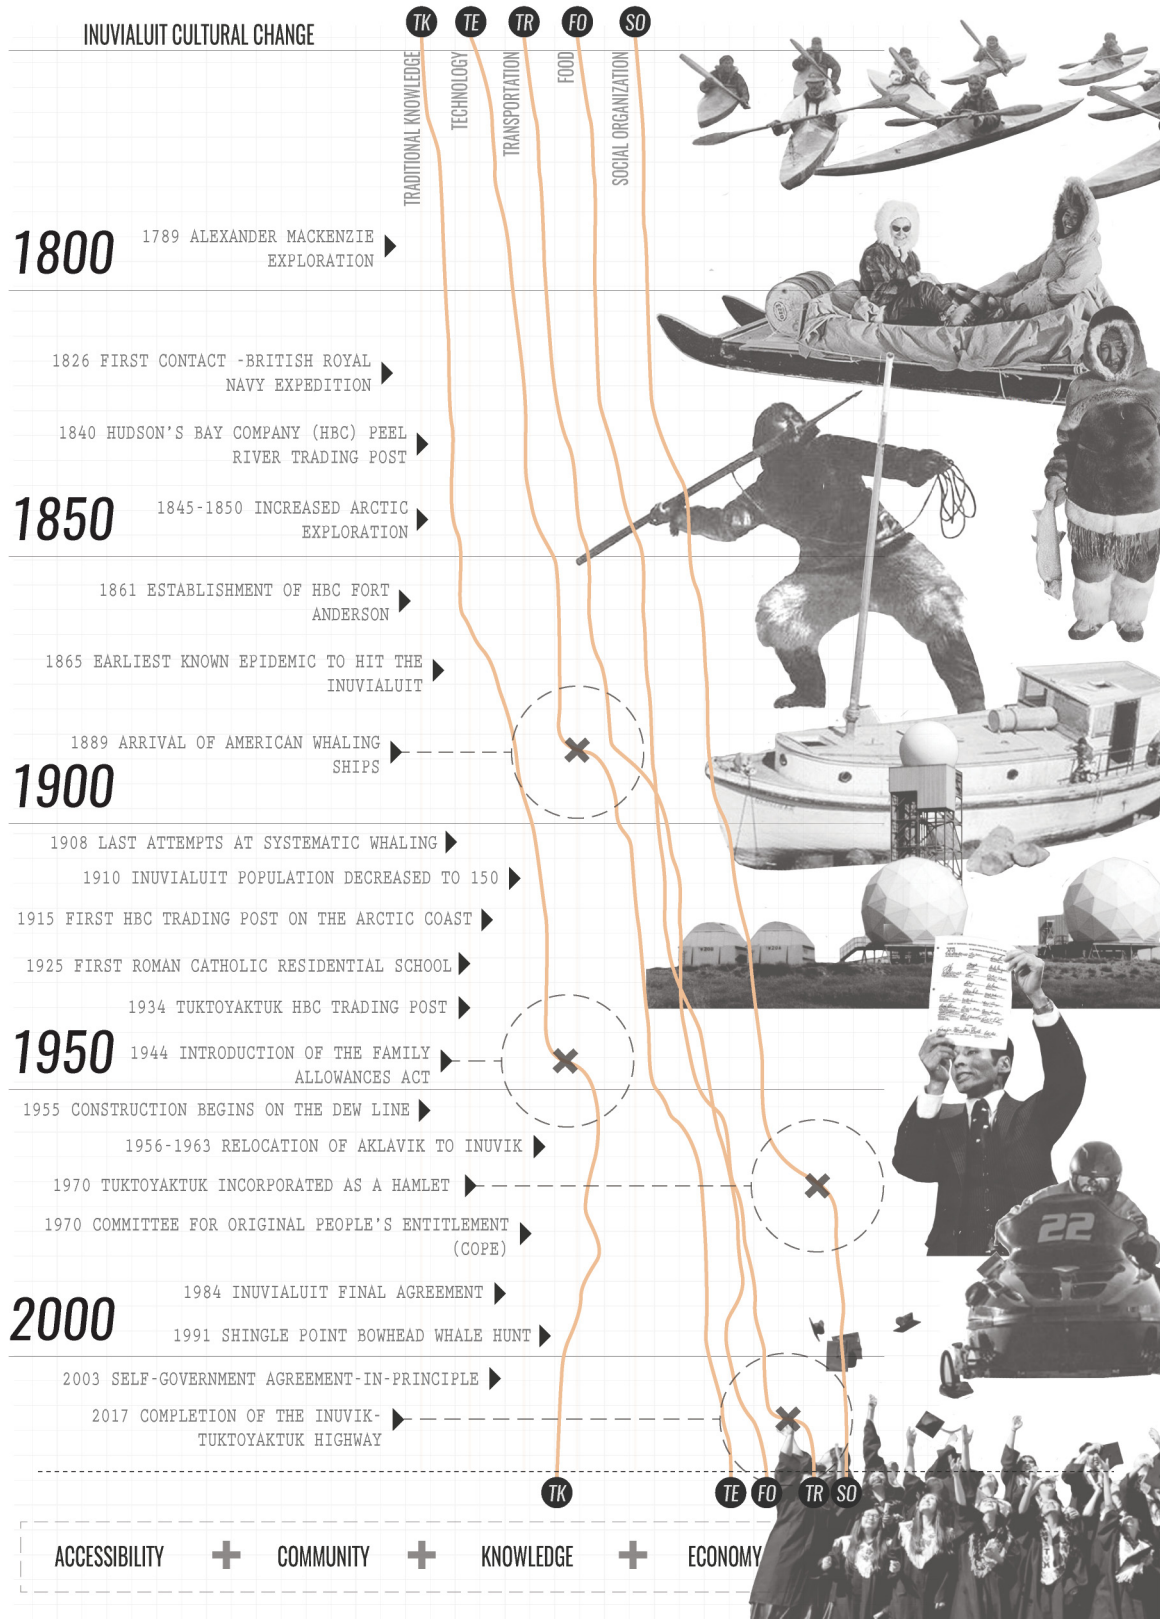 INUVIALUIT CULTURAL CHANGE
TK
TE
TR
FO
SO
TRADITIONAL KNOWLEDGE
TECHNOLOGY
TRANSPORTATION
FOOD
SOCIAL ORGANIZATION
1800
1789 ALEXANDER MACKENZIE
EXPLORATION
1826 FIRST CONTACT -BRITISH ROYAL
NAVY EXPEDITION
1840 HUDSON'S BAY COMPANY (HBC) PEEL
RIVER TRADING POST
1850
1845-1850 INCREASED ARCTIC
EXPLORATION
1861 ESTABLISHMENT OF HBC FORT
ANDERSON
1865 EARLIEST KNOWN EPIDEMIC TO HIT THE
INUVIALUIT
1889 ARRIVAL OF AMERICAN WHALING
SHIPS
1900
1908 LAST ATTEMPTS AT SYSTEMATIC WHALING
1910 INUVIALUIT POPULATION DECREASED TO 150
1915 FIRST HBC TRADING POST ON THE ARCTIC COAST
1925 FIRST ROMAN CATHOLIC RESIDENTIAL SCHOOL
1934 TUKTOYAKTUK HBC TRADING POST
1950
1944 INTRODUCTION OF THE FAMILY
ALLOWANCES ACT
1955 CONSTRUCTION BEGINS ON THE DEW LINE
1956-1963 RELOCATION OF AKLAVIK TO INUVIK
1970 TUKTOYAKTUK INCORPORATED AS A HAMLET
1970 COMMITTEE FOR ORIGINAL PEOPLE'S ENTITLEMENT
(COPE)
22
1984 INUVIALUIT FINAL AGREEMENT
2000
1991 SHINGLE POINT BOWHEAD WHALE HUNT
2003 SELF-GOVERNMENT AGREEMENT-IN-PRINCIPLE
2017 COMPLETION OF THE INUVIK-
TUKTOYAKTUK HIGHWAY
TK
TE
FO
TR
SO
ACCESSIBILITY + COMMUNITY + KNOWLEDGE + ECONOMY